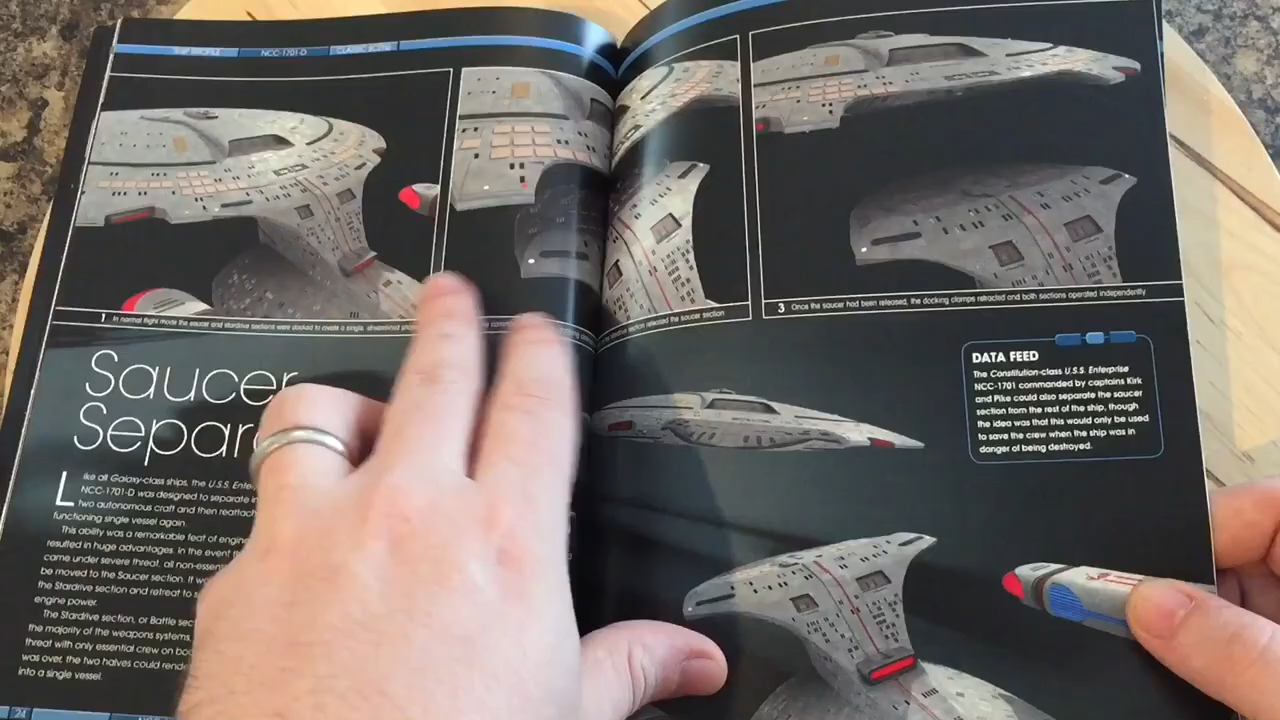 NCC-1701-D
1 In normal flight mode the saucer and stardrive sections were docked to create a single, streamlined
section released the saucer section
3 Once the saucer had been released, the docking clamps retracted and both sections operated independently
Saucer
Separ
Like all Galaxy-class ships, the U.S.S. Ente
NCC-1701-D was designed to separate in
two autonomous craft and then reattach
functioning single vessel again.
This ability was a remarkable feat of engine
resulted in huge advantages. In the event
came under severe threat, all non-essen
be moved to the Saucer section. It
the Stardrive section and retreat to
engine power.
The Stardrive section, or Battle sec
the majority of the weapons systems,
threat with only essential crew on boa
was over, the two halves could
into a single vessel.
24
DATA FEED
The Constitution-class U.S.S. Enterprise
NCC-1701 commanded by captains Kirk
and Pike could also separate the saucer
section from the rest of the ship, though
the idea was that this would only be used
to save the crew when the ship was in
danger of being destroyed.